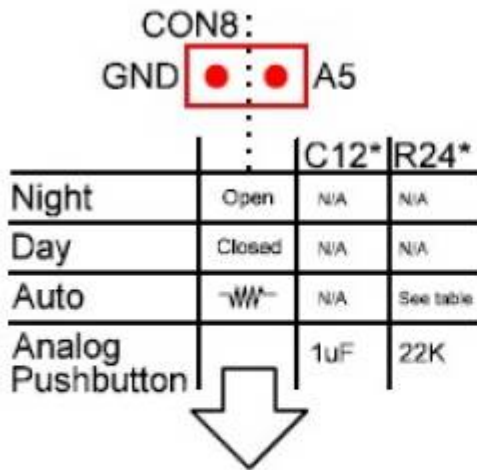 CON8:
GND A5
C12* R24*
Night Open N/A N/A
Day Closed N/A N/A
Auto N/A See table
Analog 1uF 22K
Pushbutton